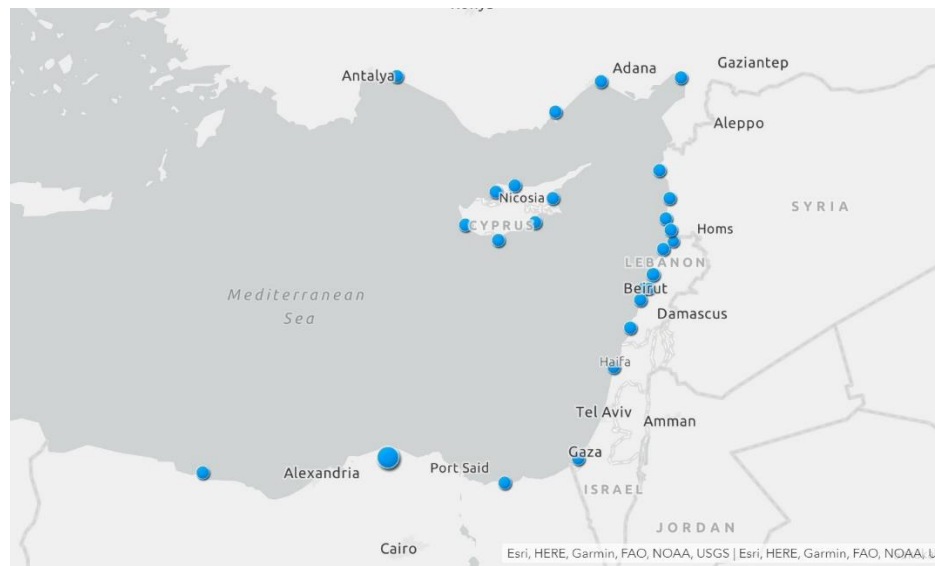 Antalya
Adana
Gaziantep
Aleppo
Nicosia
CYPRUS
SYRIA
Homs
LEBANON
Mediterranean
Sea
Beirut
Damascus
Haifa
Tel Aviv
Amman
Gaza
Alexandria
Port Said
ISRAEL
JORDAN
Cairo
Esri, HERE, Garmin, FAO, NOAA, USGS | Esri, HERE, Garmin, FAO, NOAA, U